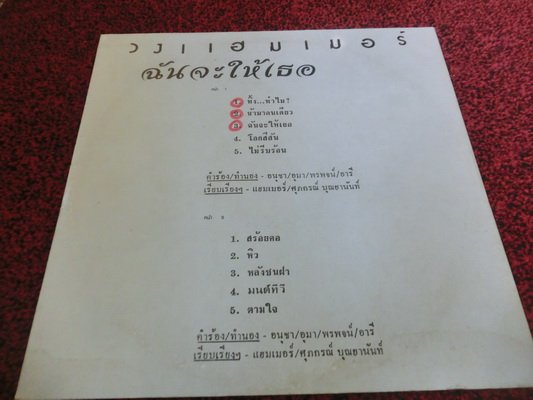 วงแฮมเมอร์
ฉันจะให้เธอ
หน้า 1
1. ทิ้ง...ทำไม?
2. น้ำมาลนเดียว
3. ฉันจะให้เธอ
4. โลกสีสัน
5. ไม่รีบร้อน
คำร้อง/ทำนอง - อนุชา/อุมา/พรพจน์/อารี
เรียบเรียงฯ - แฮมเมอร์/ศุภกรณ์ บุณยานันท์
หน้า 2
1. สร้อยคอ
2. หิว
3. หลังชนฝา
4. มนต์ทีวี
5. ตามใจ
คำร้อง/ทำนอง - อนุชา/อุมา/พรพจน์/อารี
เรียบเรียงฯ - แฮมเมอร์/ศุภกรณ์ บุณยานันท์